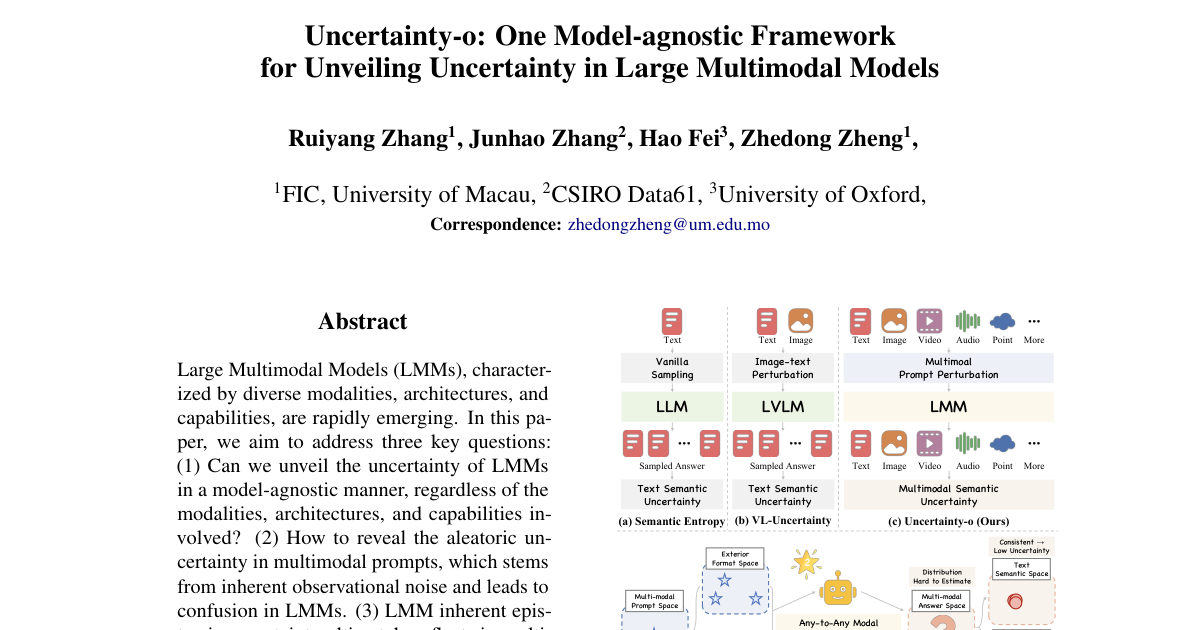 Uncertainty-o: One Model-agnostic Framework
for Unveiling Uncertainty in Large Multimodal Models
Ruiyang Zhang1, Junhao Zhang2, Hao Fei3, Zhedong Zheng1,
1FIC, University of Macau, 2CSIRO Data61, 3University of Oxford,
Correspondence: zhedongzheng@um.edu.mo
Abstract
Large Multimodal Models (LMMs), character-
ized by diverse modalities, architectures, and
capabilities, are rapidly emerging. In this pa-
per, we aim to address three key questions:
(1) Can we unveil the uncertainty of LMMs
in a model-agnostic manner, regardless of the
modalities, architectures, and capabilities in-
volved? (2) How to reveal the aleatoric un-
certainty in multimodal prompts, which stems
from inherent observational noise and leads to
confusion in LMMs. (3) LMM inherent epis-
Text
Vanilla
Sampling
LLM
...
Sampled Answer
Text Semantic
Uncertainty
(a) Semantic Entropy
Text Image
Image-text
Perturbation
LVLM
...
Sampled Answer
Text Semantic
Uncertainty
(b) VL-Uncertainty
Text Image Video Audio Point More
...
Multimoal
Prompt Perturbation
LMM
...
Text Image Video Audio Point More
Multimodal Semantic
Uncertainty
(c) Uncertainty-o (Ours)
Multi-modal
Prompt Space
Exterior
Format Space
Any-to-Any Modal
Distribution
Hard to Estimate
Multi-modal
Answer Space
?
Consistent →
Low Uncertainty
Text
Semantic Space